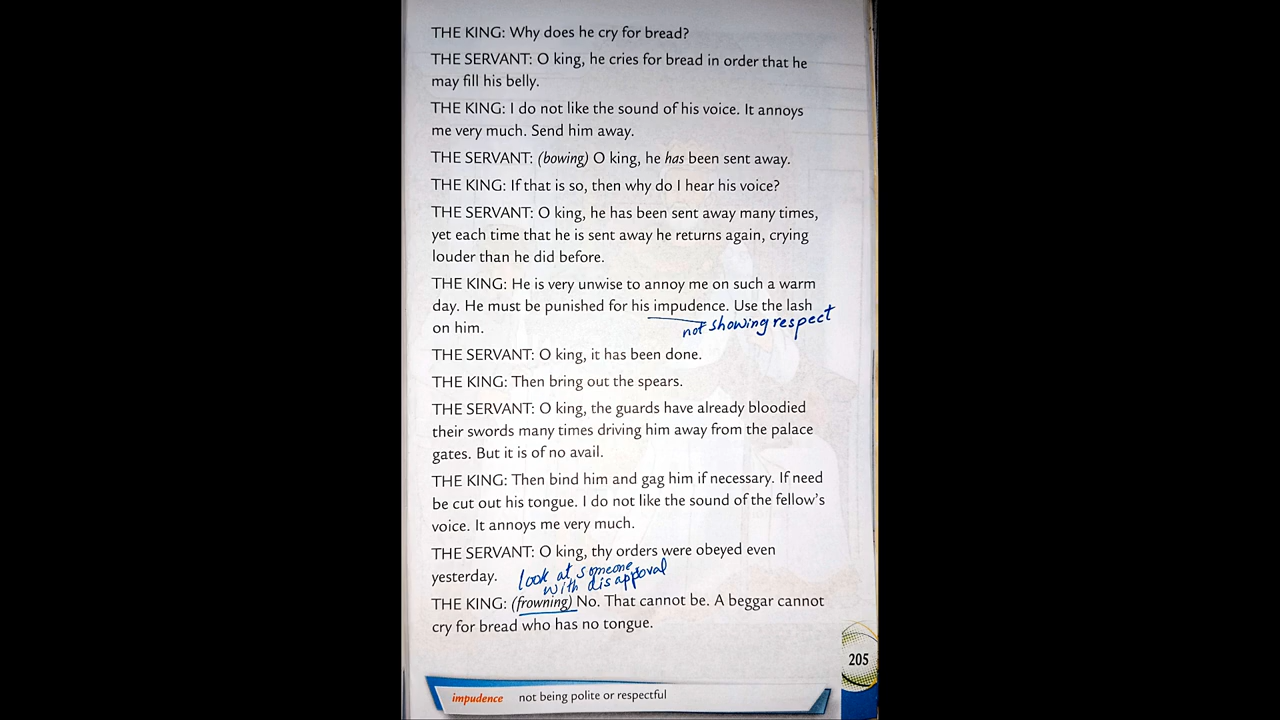 THE KING: Why does he cry for bread?
THE SERVANT: O king, he cries for bread in order that he
may fill his belly.
THE KING: I do not like the sound of his voice. It annoys
me very much. Send him away.
THE SERVANT: (bowing) O king, he has been sent away.
THE KING: If that is so, then why do I hear his voice?
THE SERVANT: O king, he has been sent away many times,
yet each time that he is sent away he returns again, crying
louder than he did before.
THE KING: He is very unwise to annoy me on such a warm
day. He must be punished for his impudence. Use the lash
on him.
not showing respect
THE SERVANT: O king, it has been done.
THE KING: Then bring out the spears.
THE SERVANT: O king, the guards have already bloodied
their swords many times driving him away from the palace
gates. But it is of no avail.
THE KING: Then bind him and gag him if necessary. If need
be cut out his tongue. I do not like the sound of the fellow's
voice. It annoys me very much.
THE SERVANT: O king, thy orders were obeyed even
yesterday.
look at someone
with disapproval
THE KING: (frowning) No. That cannot be. A beggar cannot
cry for bread who has no tongue.
205
impudence not being polite or respectful